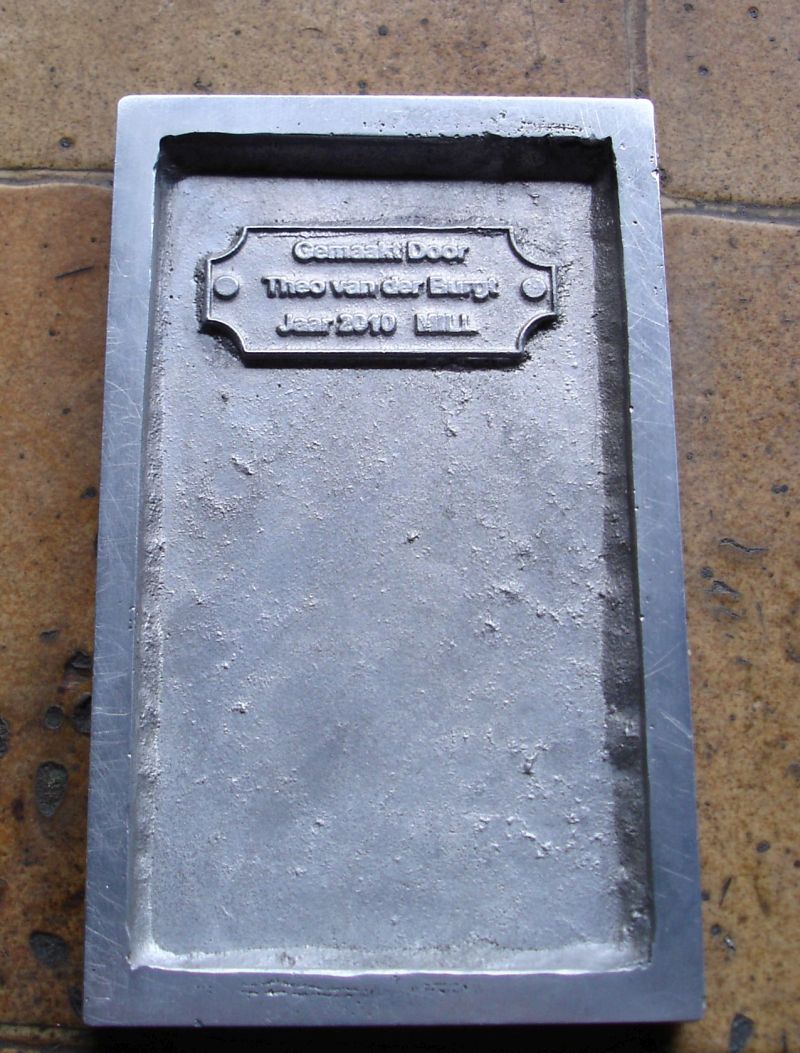 Gemaakt Door
Theo van der Burgt
Jaar 2010 MILL